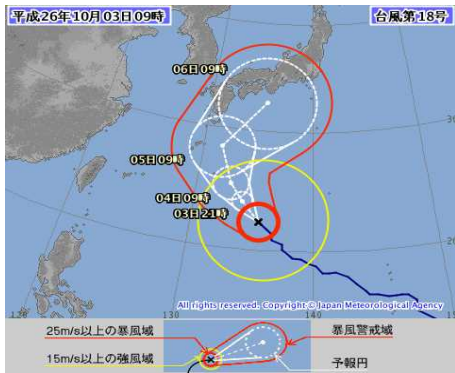 平成26年10月03日09時
台風第18号
06日09時
05日09時
04日09時
03日21時
140
All rights reserved. Copyright © Japan Meteorological Agency
25m/s以上の暴風域
暴風警戒域
15m/s以上の強風域
予報円